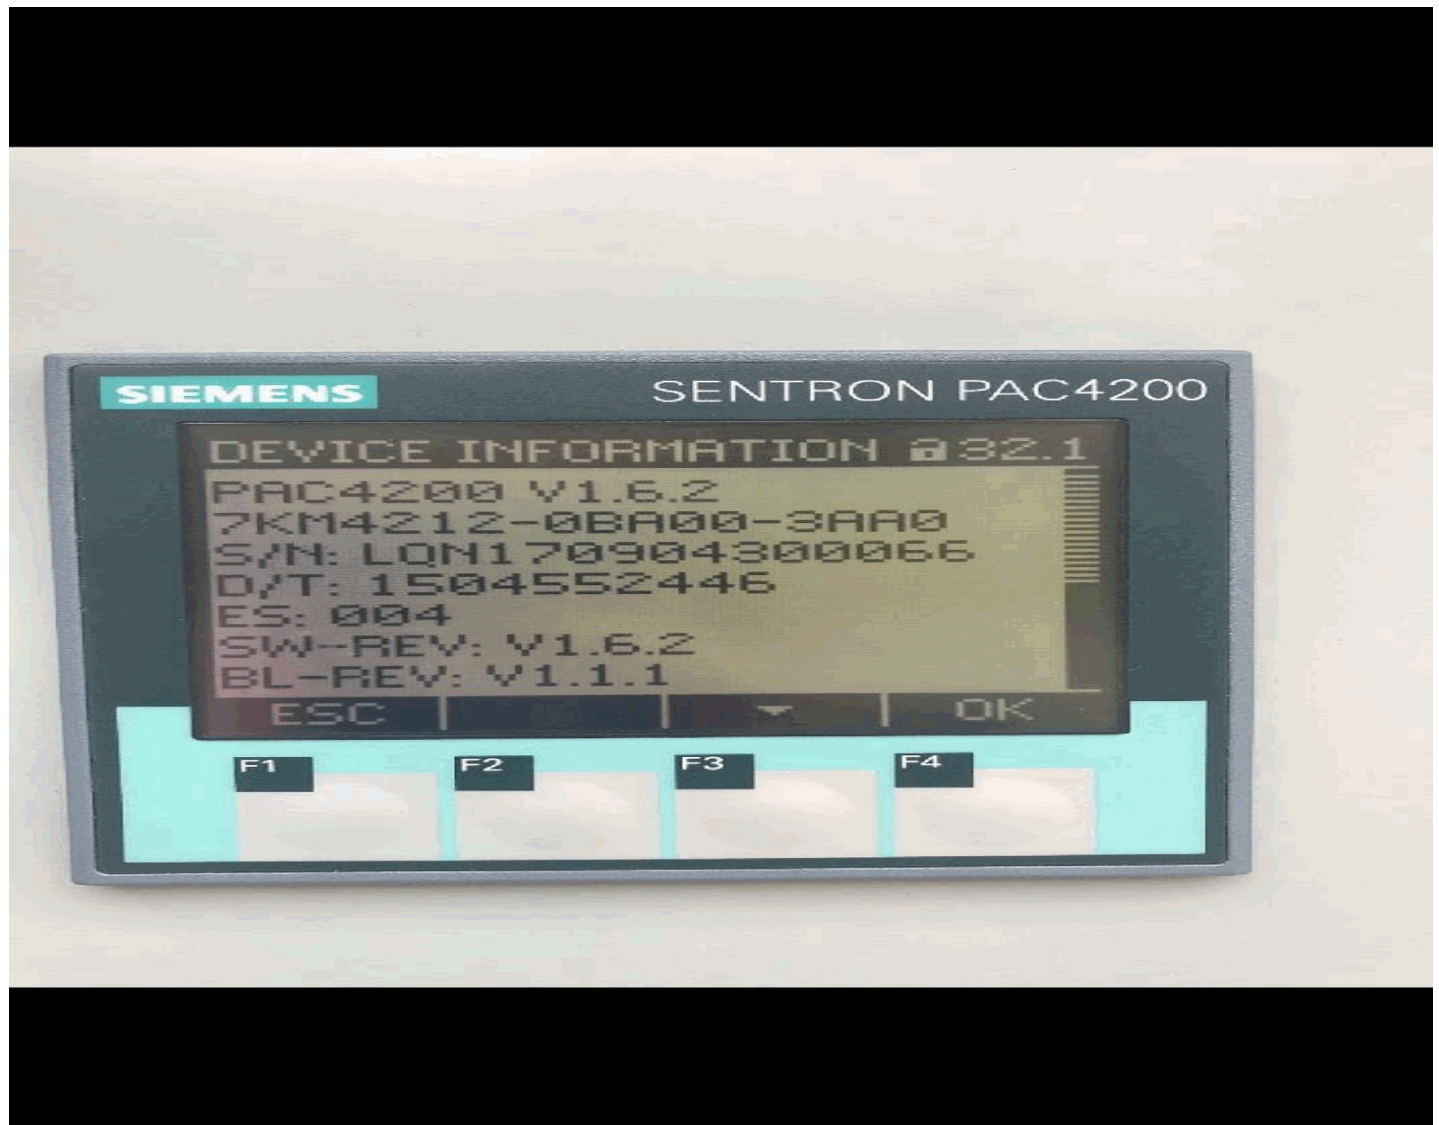 SIEMENS
SENTRON PAC4200
DEVICE INFORMATION 32.1
PAC4200 V1.6.2
7KM4212-0BA00-3AA0
S/N: LQN170904300066
D/T: 1504552446
ES: 004
SW-REV: V1.6.2
BL-REV: V1.1.1
ESC OK
F1 F2 F3 F4